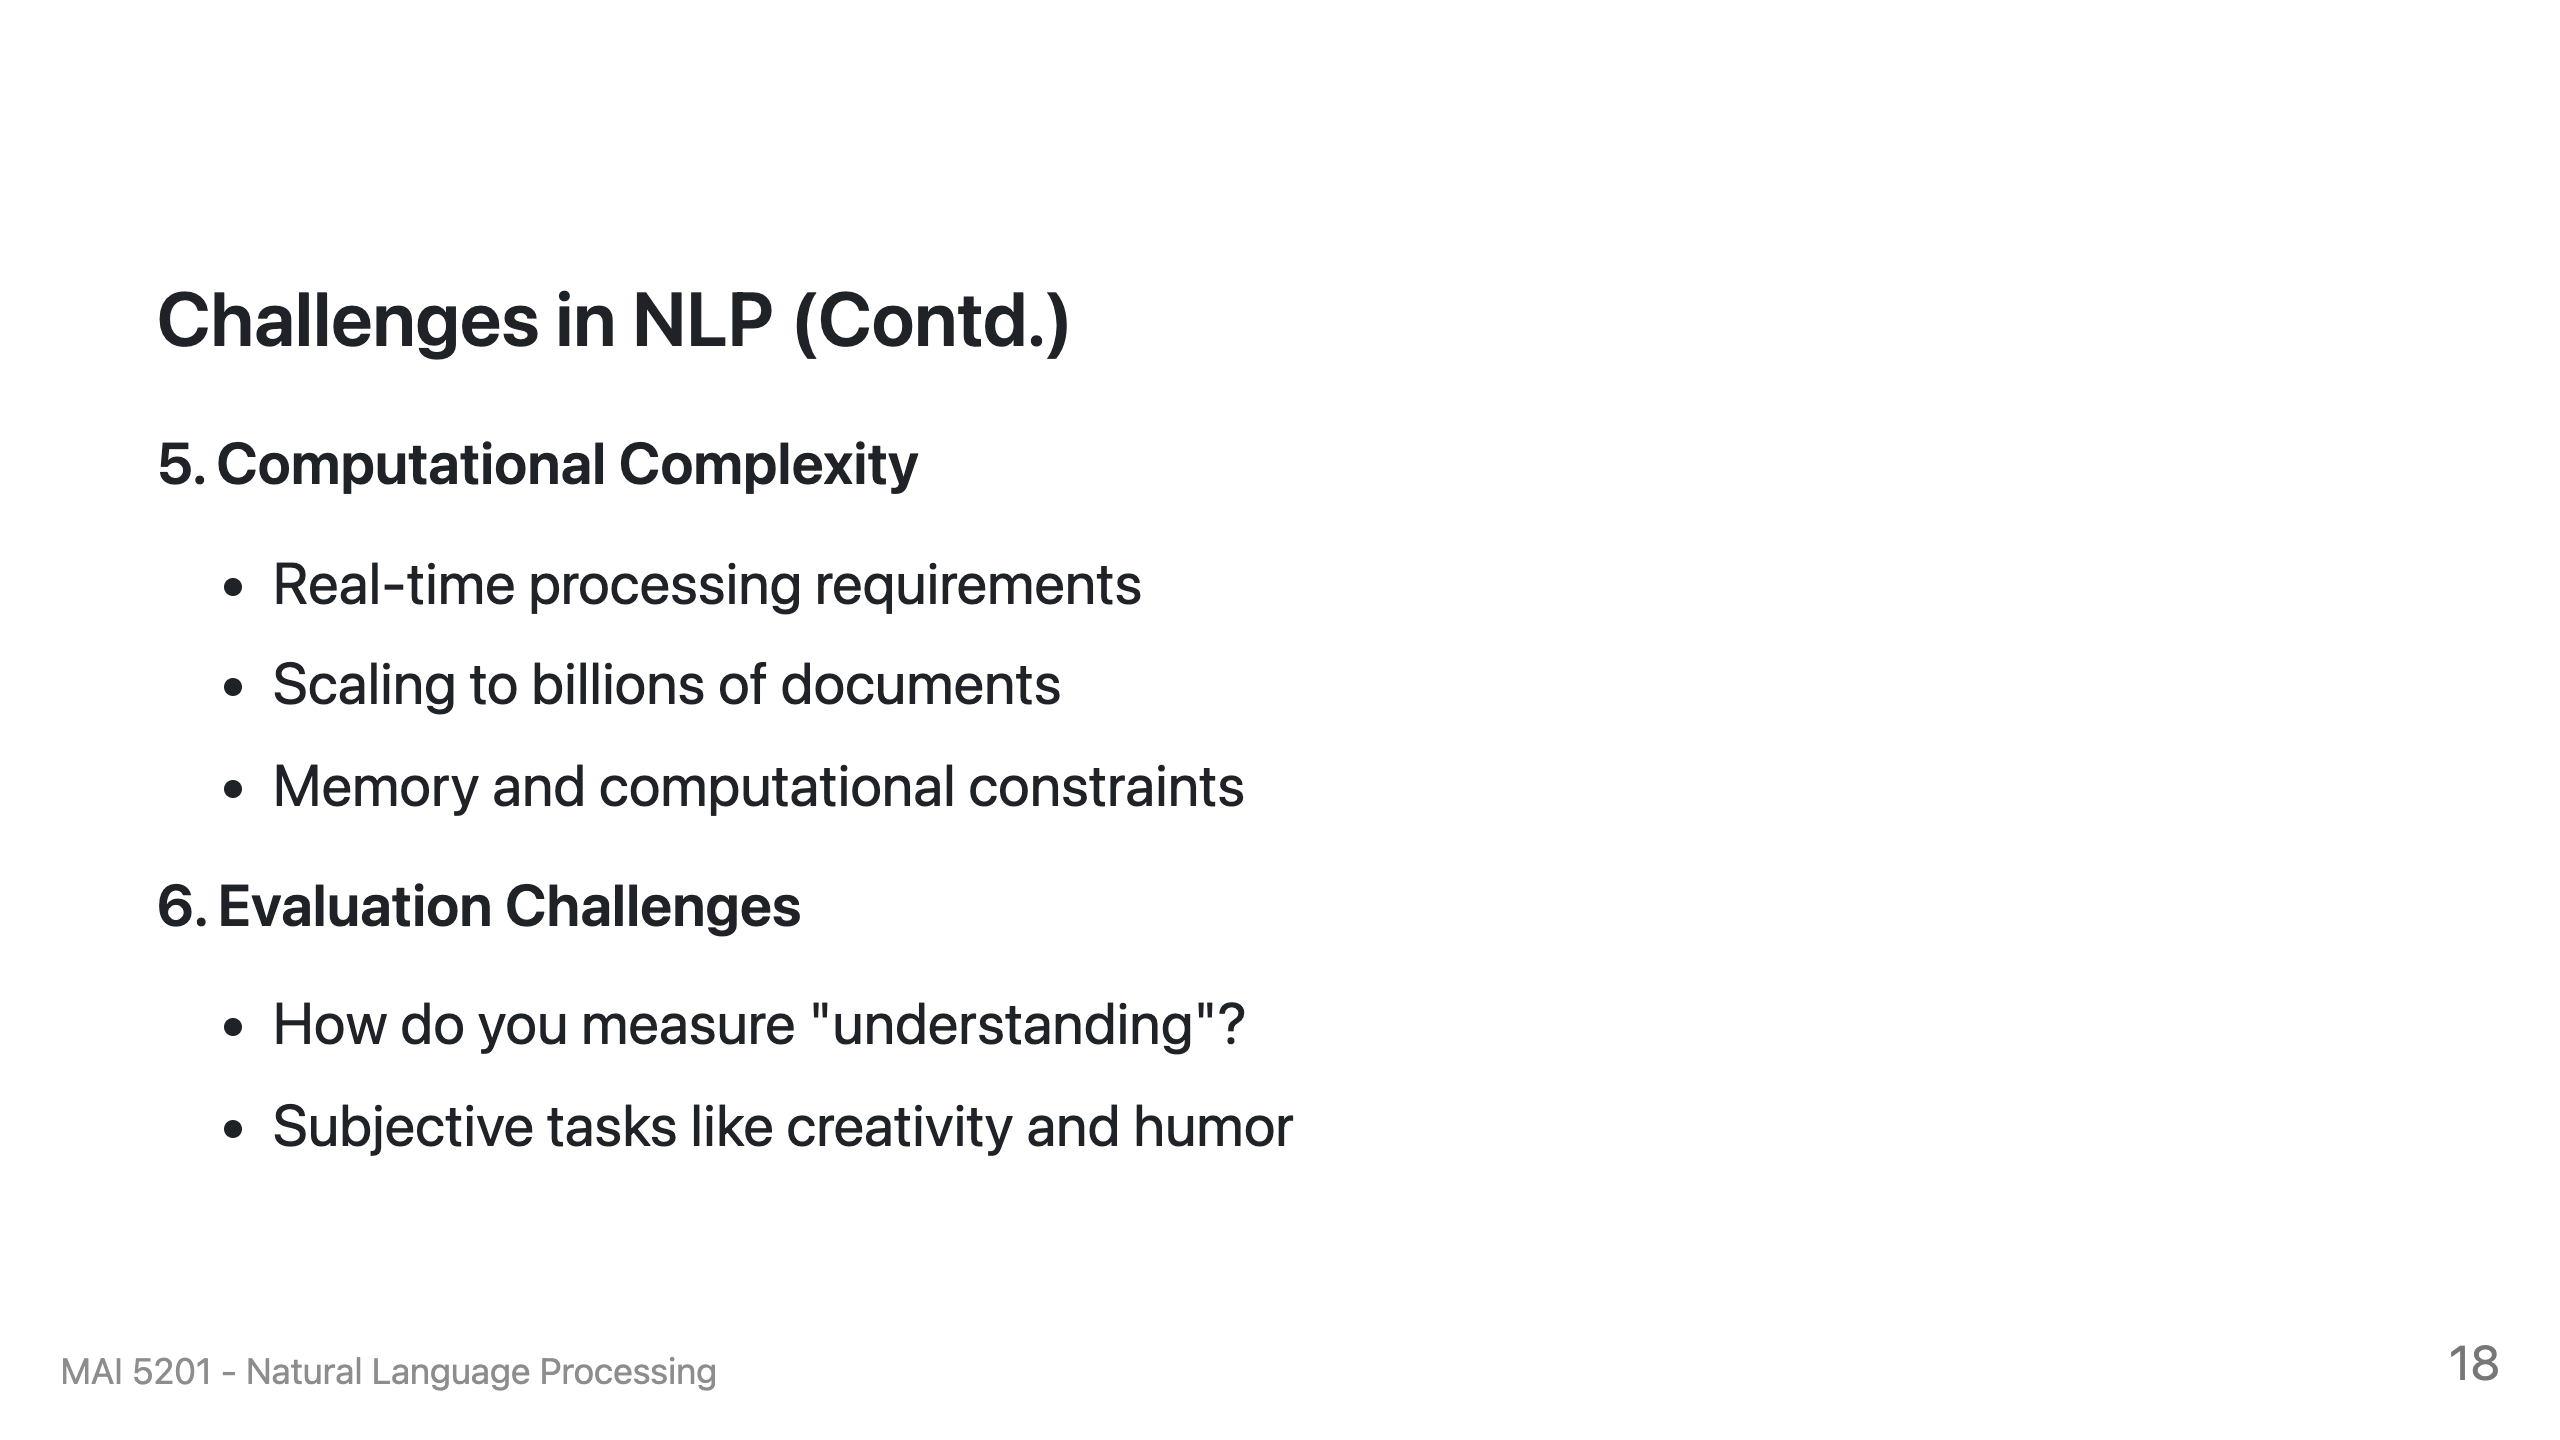 Challenges in NLP (Contd.)
5. Computational Complexity
• Real-time processing requirements
• Scaling to billions of documents
• Memory and computational constraints
6. Evaluation Challenges
• How do you measure "understanding"?
• Subjective tasks like creativity and humor
MAI 5201 - Natural Language Processing
18